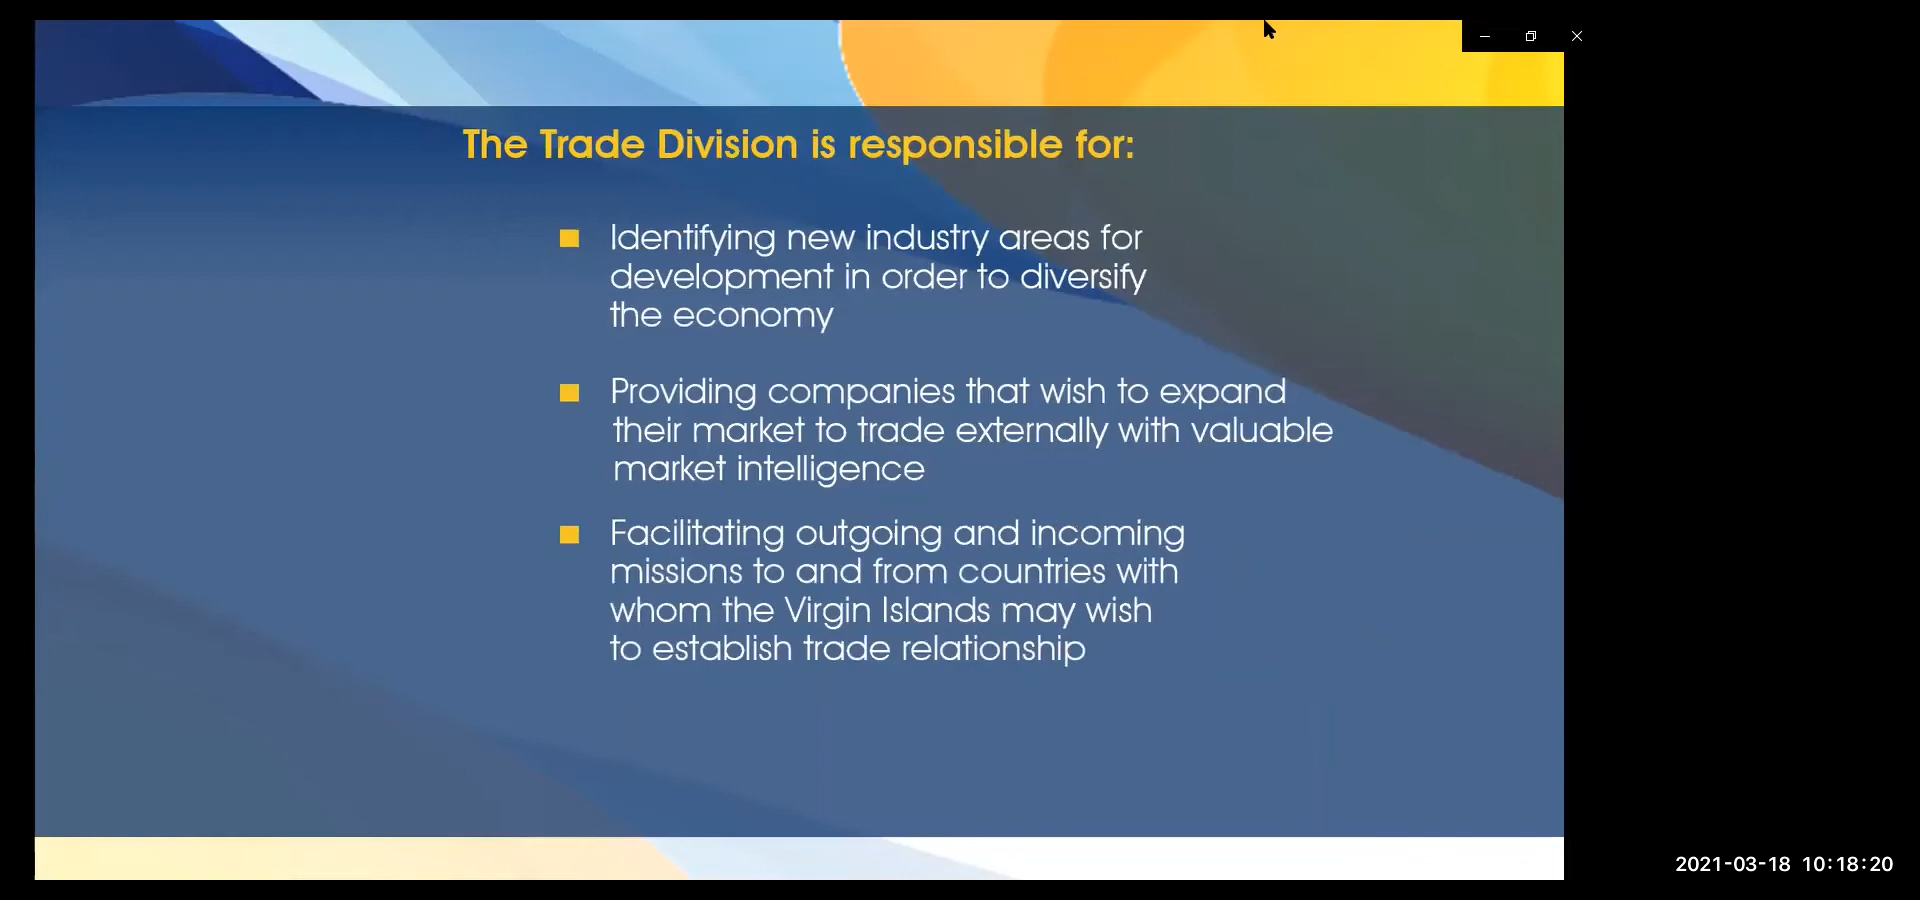 The Trade Division is responsible for:
Identifying new industry areas for
development in order to diversify
the economy
Providing companies that wish to expand
their market to trade externally with valuable
market intelligence
Facilitating outgoing and incoming
missions to and from countries with
whom the Virgin Islands may wish
to establish trade relationship
2021-03-18 10:18:20